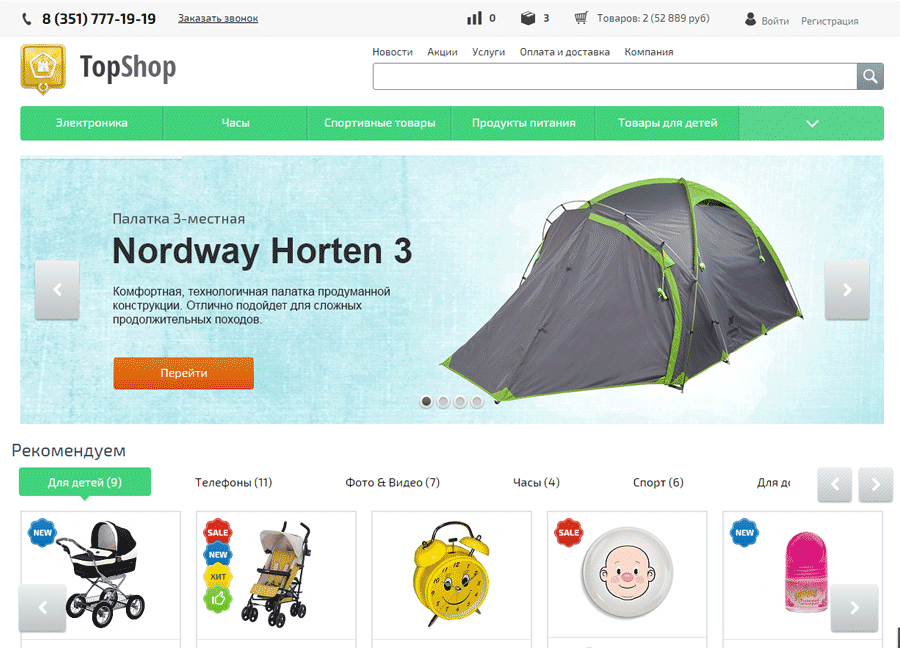 8 (351) 777-19-19 Заказать звонок 0 3 Товаров: 2 (52 889 руб) Войти Регистрация
TopShop
Новости Акции Услуги Оплата и доставка Компания
Электроника Часы Спортивные товары Продукты питания Товары для детей
Палатка 3-местная
Nordway Horten 3
Комфортная, технологичная палатка продуманной
конструкции. Отлично подойдет для сложных
продолжительных походов.
Перейти
Рекомендуем
Для детей (9) Телефоны (11) Фото & Видео (7) Часы (4) Спорт (6) Для де
NEW SALE SALE NEW
NEW
ХИТ